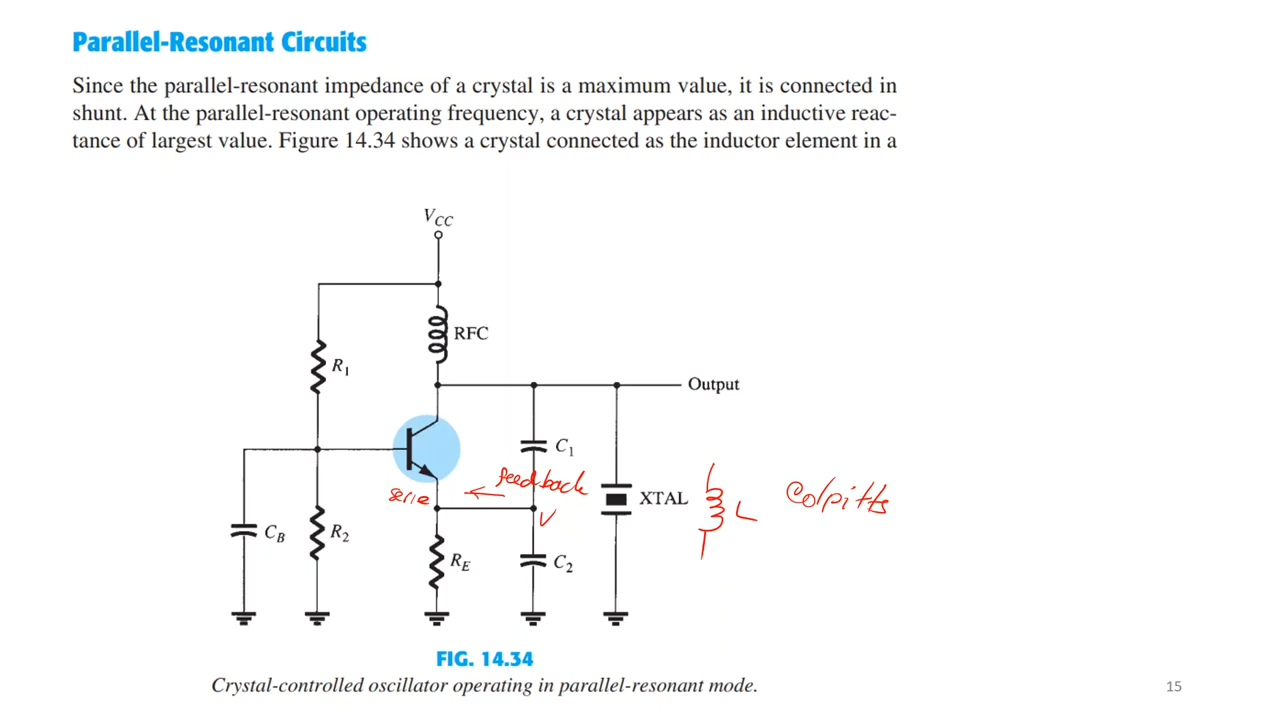 Parallel-Resonant Circuits
Since the parallel-resonant impedance of a crystal is a maximum value, it is connected in
shunt. At the parallel-resonant operating frequency, a crystal appears as an inductive reac-
tance of largest value. Figure 14.34 shows a crystal connected as the inductor element in a
VCC
RFC
R1
Output
C1
feedback
serie
XTAL
L
Colpitts
V
CB
R2
RE
C2
FIG. 14.34
Crystal-controlled oscillator operating in parallel-resonant mode.
15